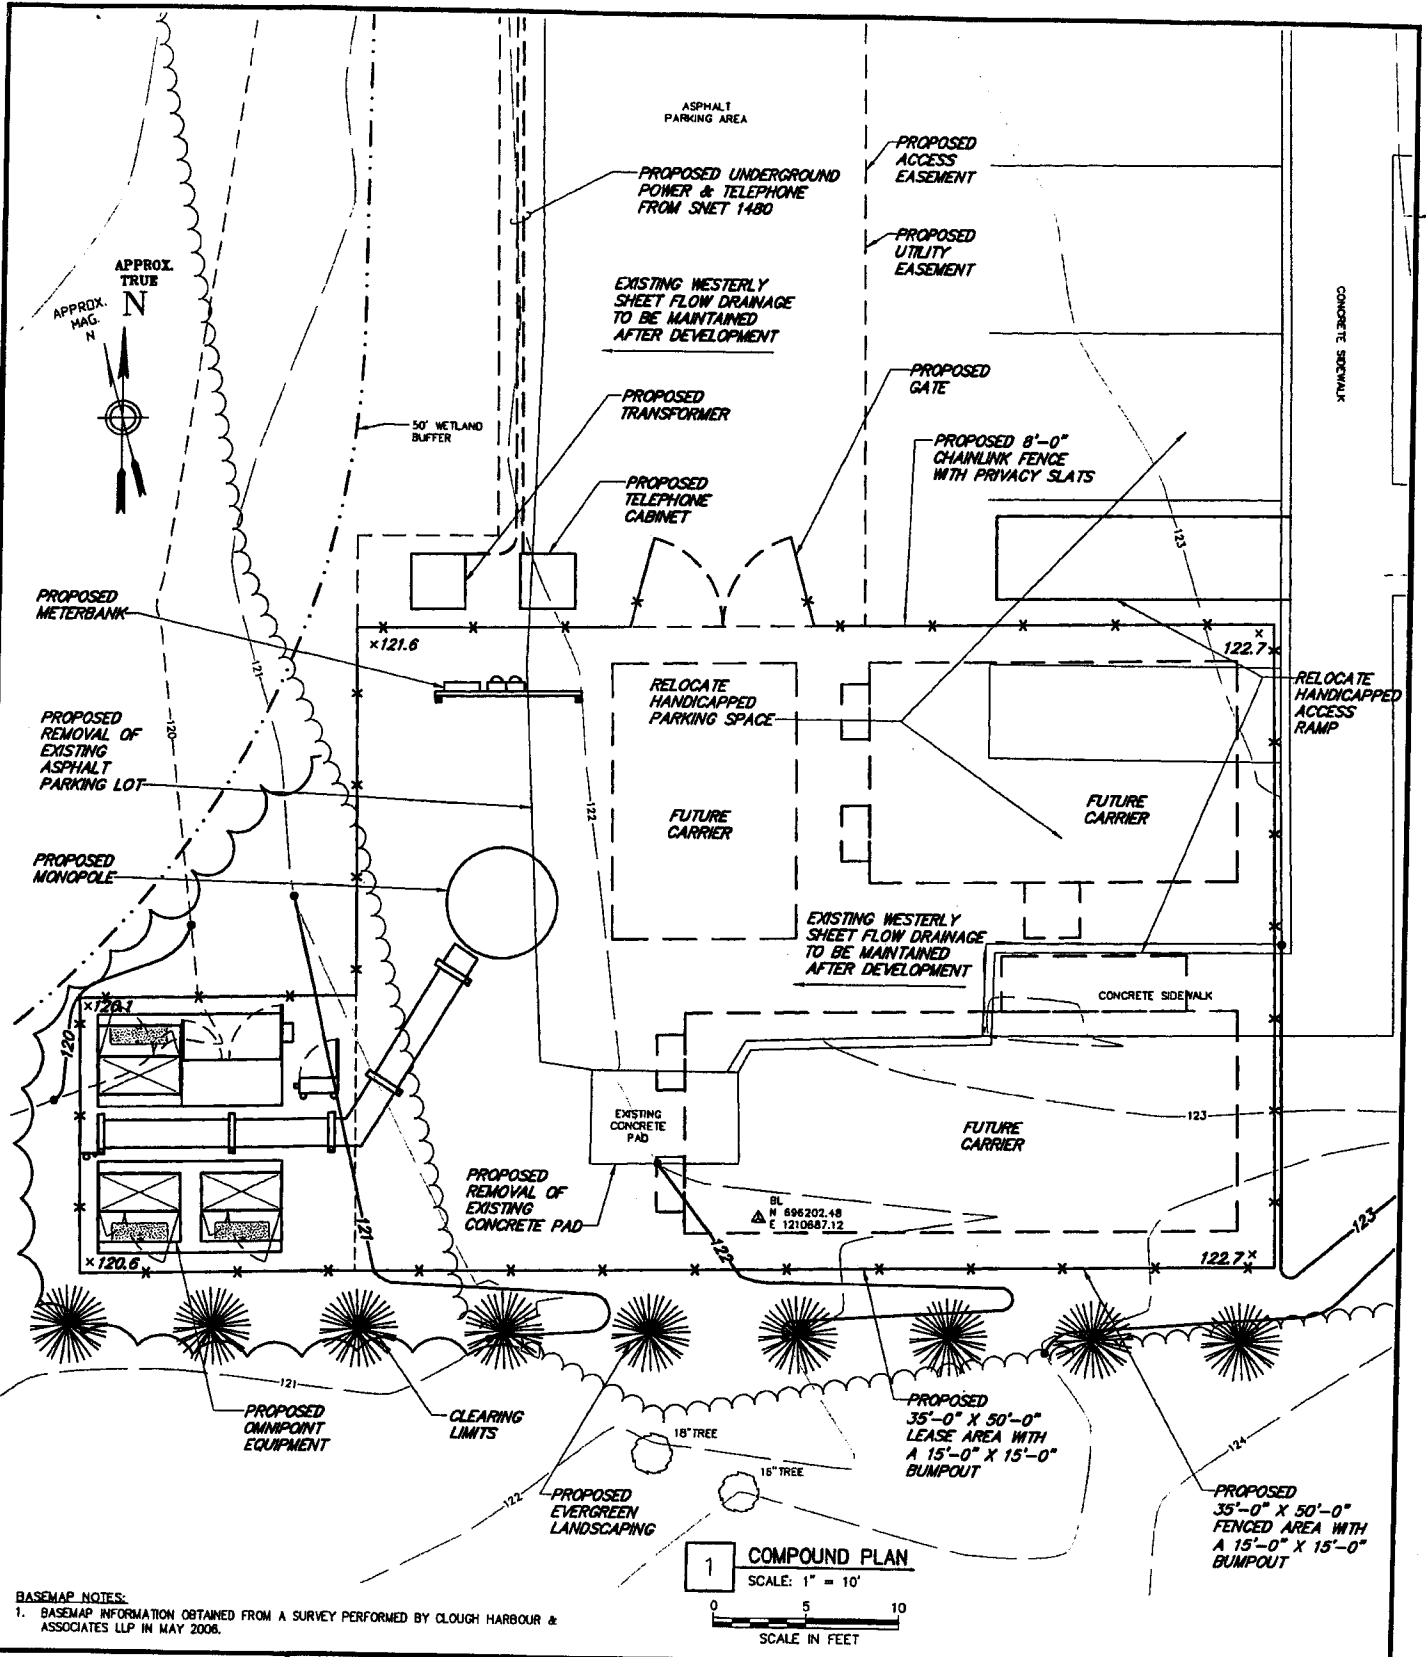 ASPHALT
PARKING AREA
PROPOSED
ACCESS
EASEMENT
PROPOSED UNDERGROUND
POWER & TELEPHONE
FROM SNET 1480
PROPOSED
UTILITY
EASEMENT
APPROX.
TRUE
N
APPROX.
MAG.
N
EXISTING WESTERLY
SHEET FLOW DRAINAGE
TO BE MAINTAINED
AFTER DEVELOPMENT
CONCRETE SIDEWALK
PROPOSED
GATE
PROPOSED
TRANSFORMER
50' WETLAND
BUFFER
PROPOSED 8'-0"
CHAINLINK FENCE
WITH PRIVACY SLATS
PROPOSED
TELEPHONE
CABINET
123
PROPOSED
METERBANK
×121.6
122.7
121
RELOCATE
HANDICAPPED
PARKING SPACE
RELOCATE
HANDICAPPED
ACCESS
RAMP
PROPOSED
REMOVAL OF
EXISTING
ASPHALT
PARKING LOT
120
122
FUTURE
CARRIER
FUTURE
CARRIER
PROPOSED
MONOPOLE
EXISTING WESTERLY
SHEET FLOW DRAINAGE
TO BE MAINTAINED
AFTER DEVELOPMENT
CONCRETE SIDEWALK
×120.1
120
EXISTING
CONCRETE
PAD
123
FUTURE
CARRIER
PROPOSED
REMOVAL OF
EXISTING
CONCRETE PAD
BL
N 696202.48
E 1210687.12
121
122
123
×120.6
122.7×
121
PROPOSED
OMNIPOINT
EQUIPMENT
CLEARING
LIMITS
PROPOSED
35'-0" X 50'-0"
LEASE AREA WITH
A 15'-0" X 15'-0"
BUMPOUT
18" TREE
124
16" TREE
122
PROPOSED
EVERGREEN
LANDSCAPING
PROPOSED
35'-0" X 50'-0"
FENCED AREA WITH
A 15'-0" X 15'-0"
BUMPOUT
1
COMPOUND PLAN
SCALE: 1" = 10'
0 5 10
SCALE IN FEET
BASEMAP NOTES:
1. BASEMAP INFORMATION OBTAINED FROM A SURVEY PERFORMED BY CLOUGH HARBOUR &
ASSOCIATES LLP IN MAY 2006.